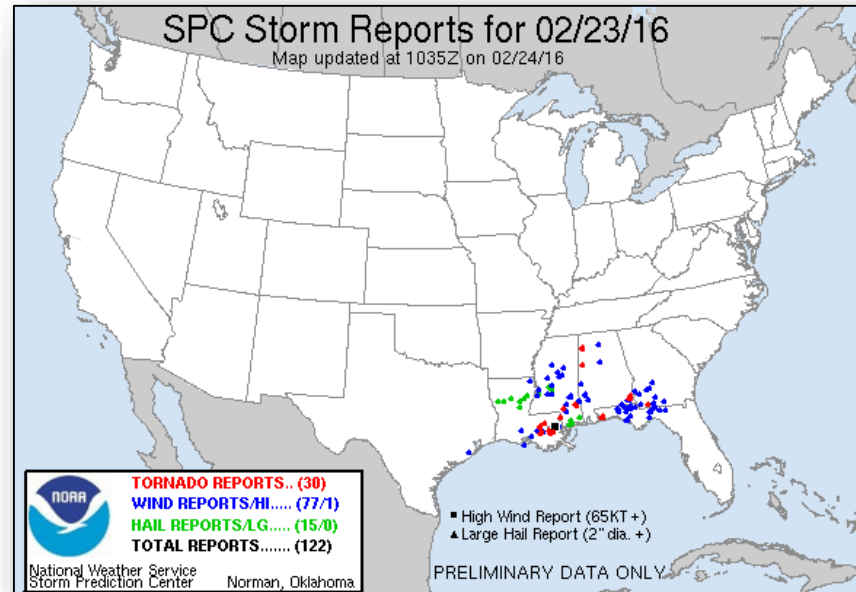 SPC Storm Reports for 02/23/16
Map updated at 1035Z on 02/24/16
NOAA
TORNADO REPORTS.. (30)
WIND REPORTS/HI..... (77/1)
HAIL REPORTS/LG..... (15/0)
TOTAL REPORTS....... (122)
National Weather Service
Storm Prediction Center Norman, Oklahoma
High Wind Report (65KT +)
Large Hail Report (2" dia. +)
PRELIMINARY DATA ONLY